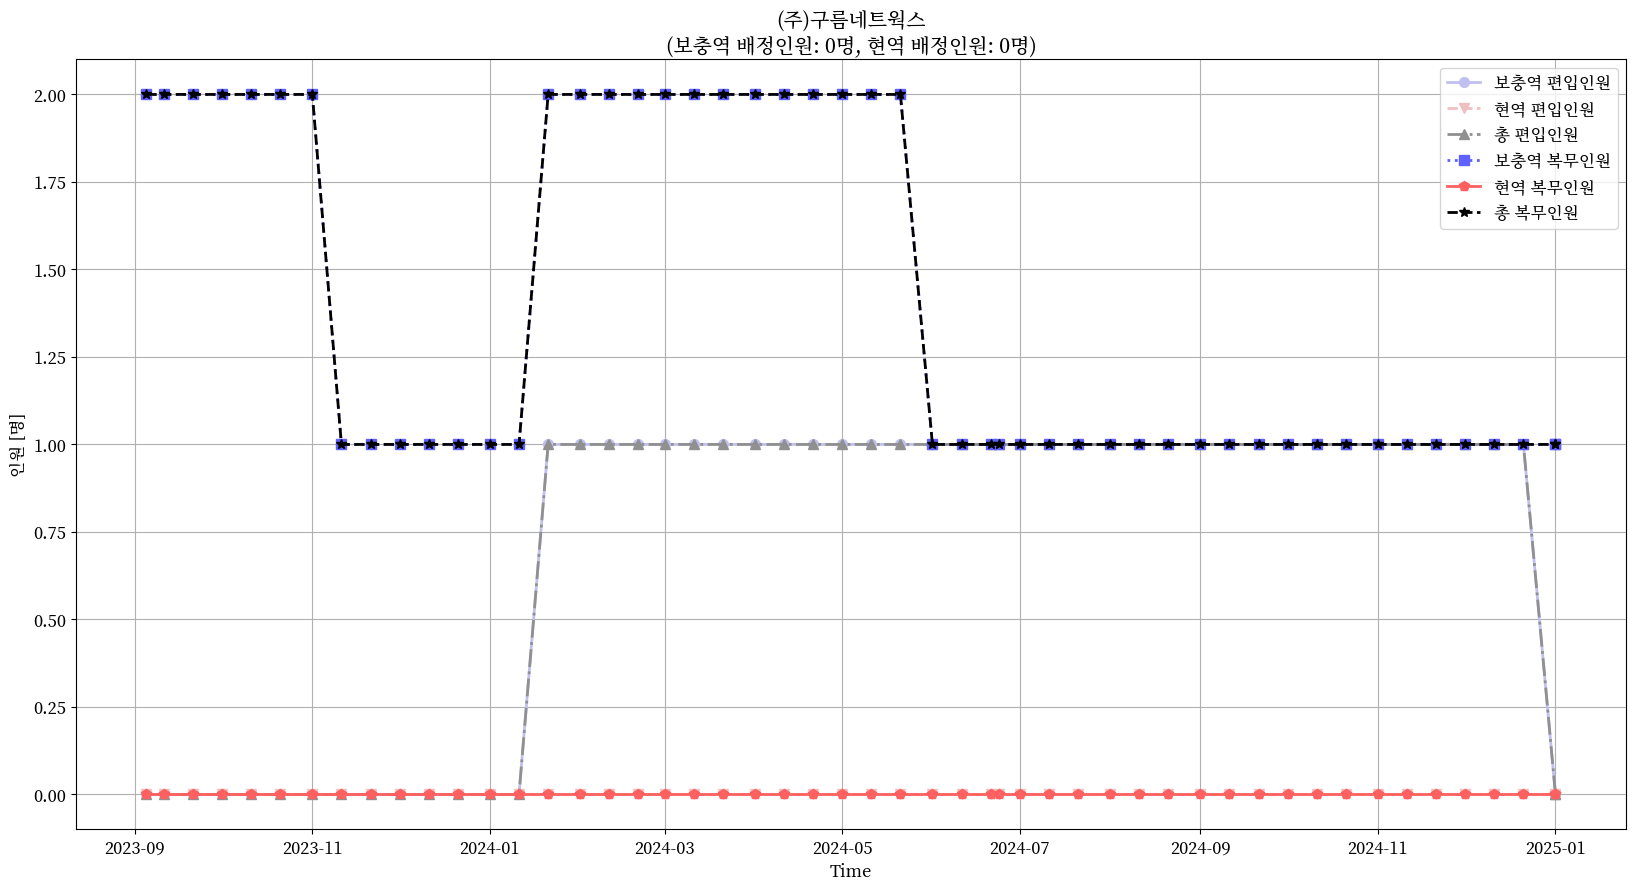 (주)구름네트웍스
(보충역 배정인원: 0명, 현역 배정인원: 0명)
보충역 편입인원
현역 편입인원
총 편입인원
보충역 복무인원
현역 복무인원
총 복무인원
2.00
1.75
1.50
1.25
1.00
0.75
0.50
0.25
0.00
인원 [명]
2023-09 2023-11 2024-01 2024-03 2024-05 2024-07 2024-09 2024-11 2025-01
Time